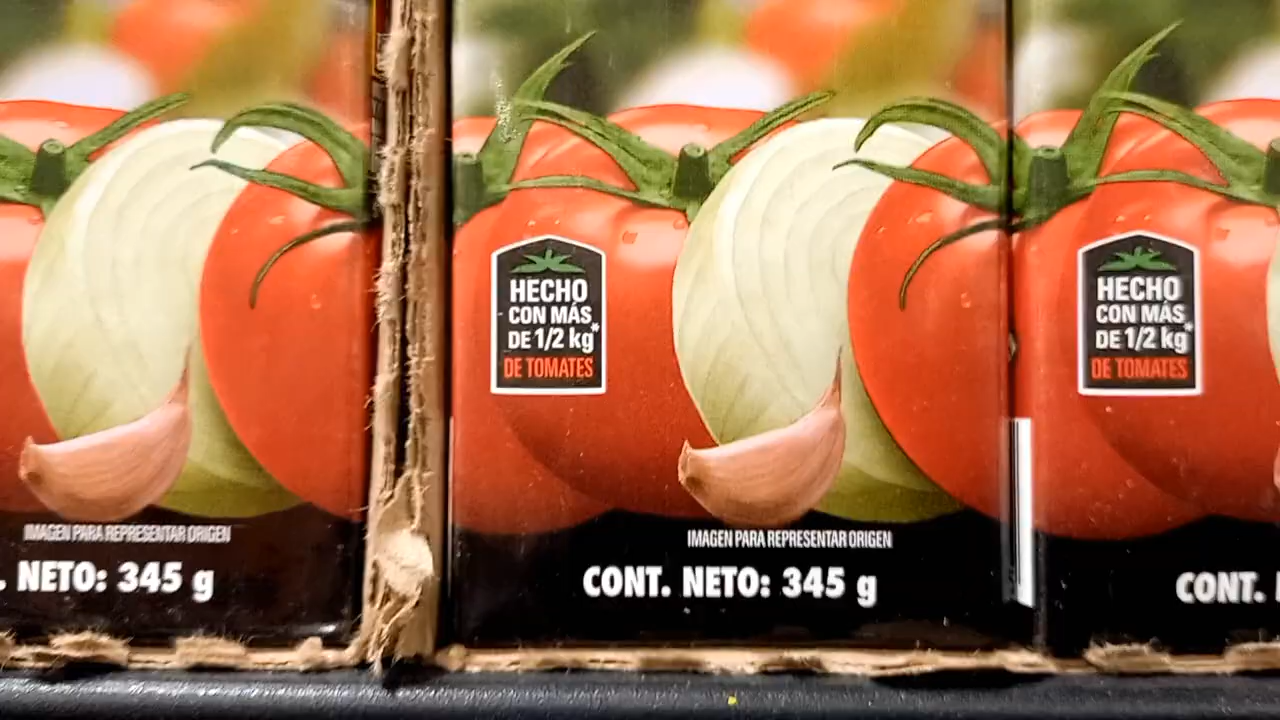 IMAGEN PARA REPRESENTAR ORIGEN
. NETO: 345 g
HECHO
CON MÁS
DE 1/2 kg*
DE TOMATES
IMAGEN PARA REPRESENTAR ORIGEN
CONT. NETO: 345 g
HECHO
CON MÁS
DE 1/2 kg*
DE TOMATES
CONT.